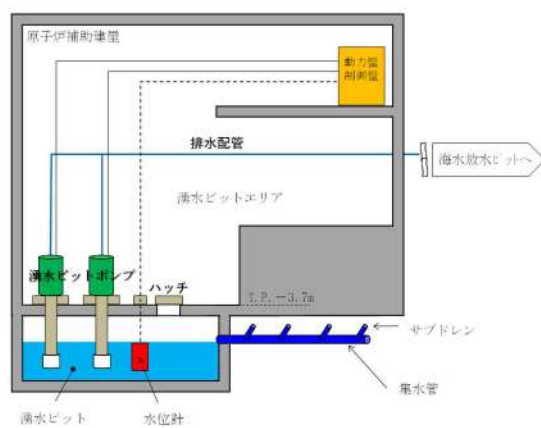 原子炉補助建屋
動力盤
制御盤
排水配管
海水放水ピットへ
湧水ピットエリア
湧水ピットポンプ
ハッチ
T.P.－3.7m
サブドレン
集水管
湧水ピット
水位計